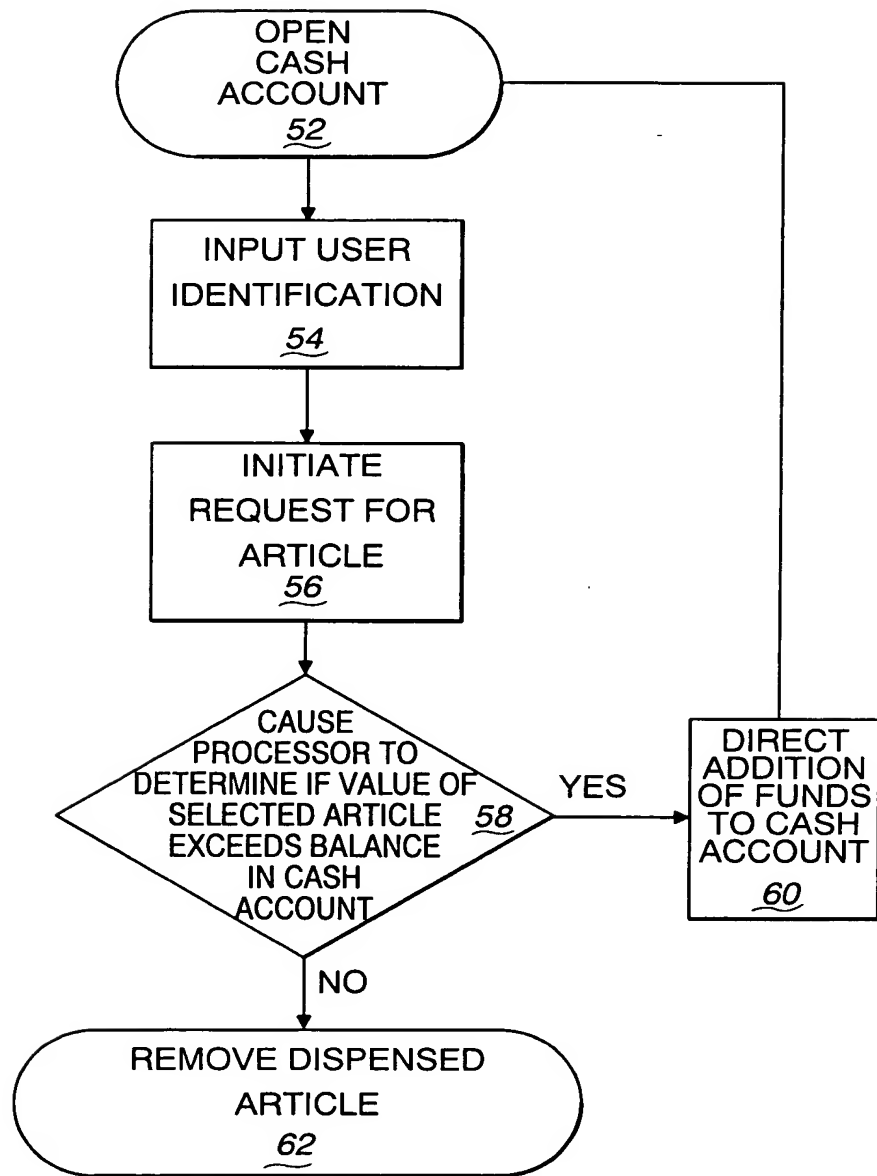 OPEN
CASH
ACCOUNT
52
INPUT USER
IDENTIFICATION
54
INITIATE
REQUEST FOR
ARTICLE
56
CAUSE
PROCESSOR TO
DETERMINE IF VALUE OF
SELECTED ARTICLE
EXCEEDS BALANCE
IN CASH
ACCOUNT
58
YES
DIRECT
ADDITION
OF FUNDS
TO CASH
ACCOUNT
60
NO
REMOVE DISPENSED
ARTICLE
62